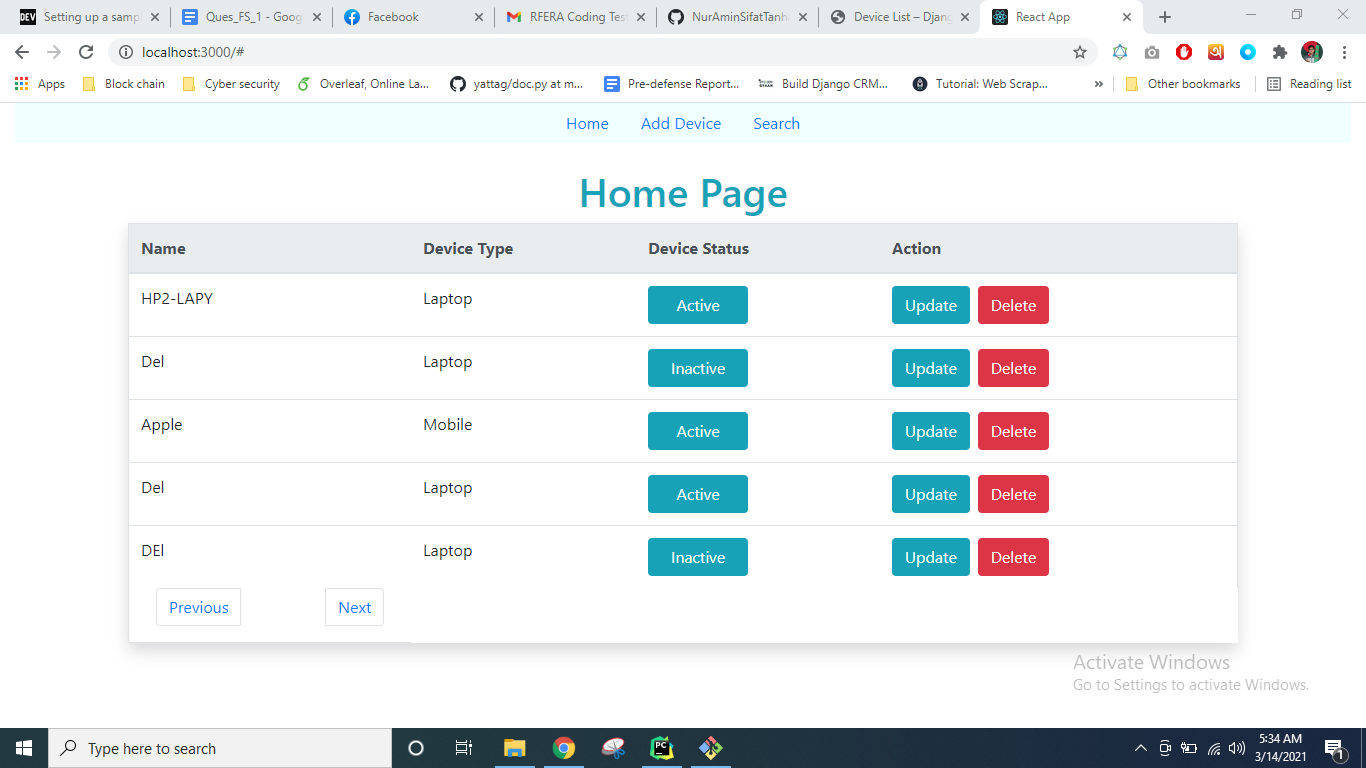 DEV Setting up a sampl Ques_FS_1 - Goog Facebook RFERA Coding Tes NurAminSifatTanh Device List – Djang React App
localhost:3000/#
Apps Block chain Cyber security Overleaf, Online La... yattag/doc.py at m... Pre-defense Report... Build Django CRM... Tutorial: Web Scrap... » Other bookmarks Reading list
Home Add Device Search
Home Page
Name Device Type Device Status Action
HP2-LAPY Laptop Active Update Delete
Del Laptop Inactive Update Delete
Apple Mobile Active Update Delete
Del Laptop Active Update Delete
DEl Laptop Inactive Update Delete
Previous Next
Activate Windows
Go to Settings to activate Windows.
Type here to search PC 5:34 AM
3/14/2021 1